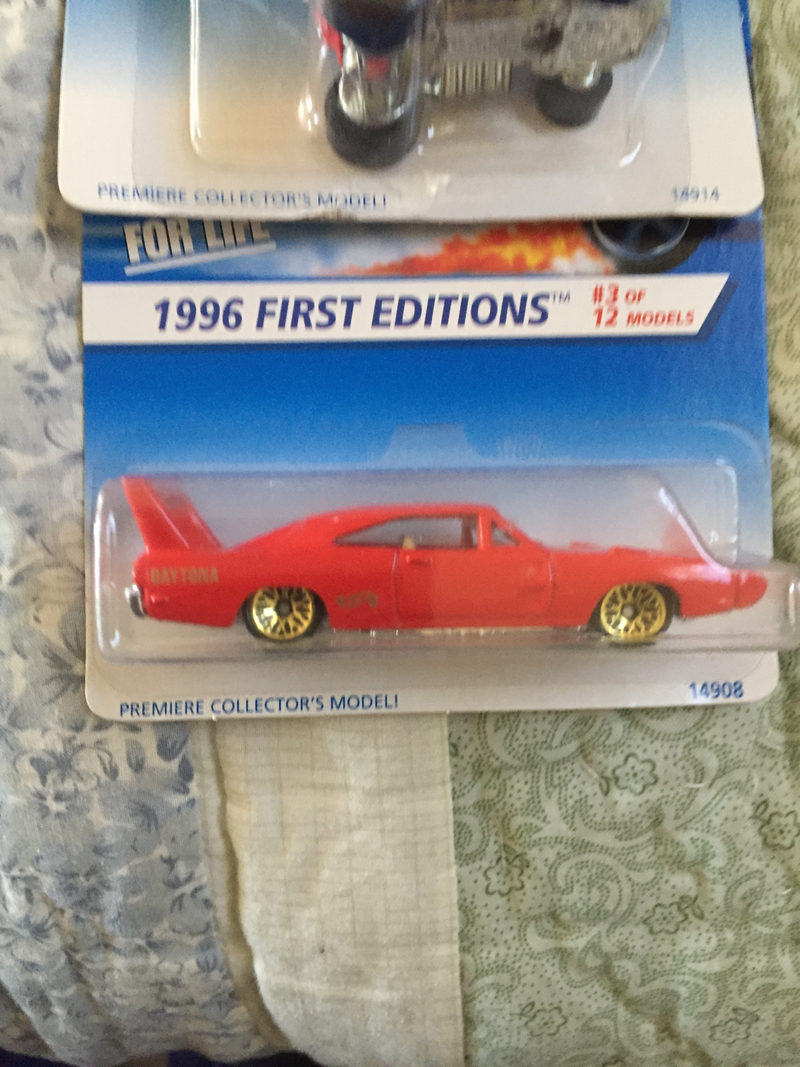 PREMIERE COLLECTOR'S MODEL!
14914
FOR LIFE
1996 FIRST EDITIONS™
#3 OF
12 MODELS
DAYTONA
PREMIERE COLLECTOR'S MODEL!
14908